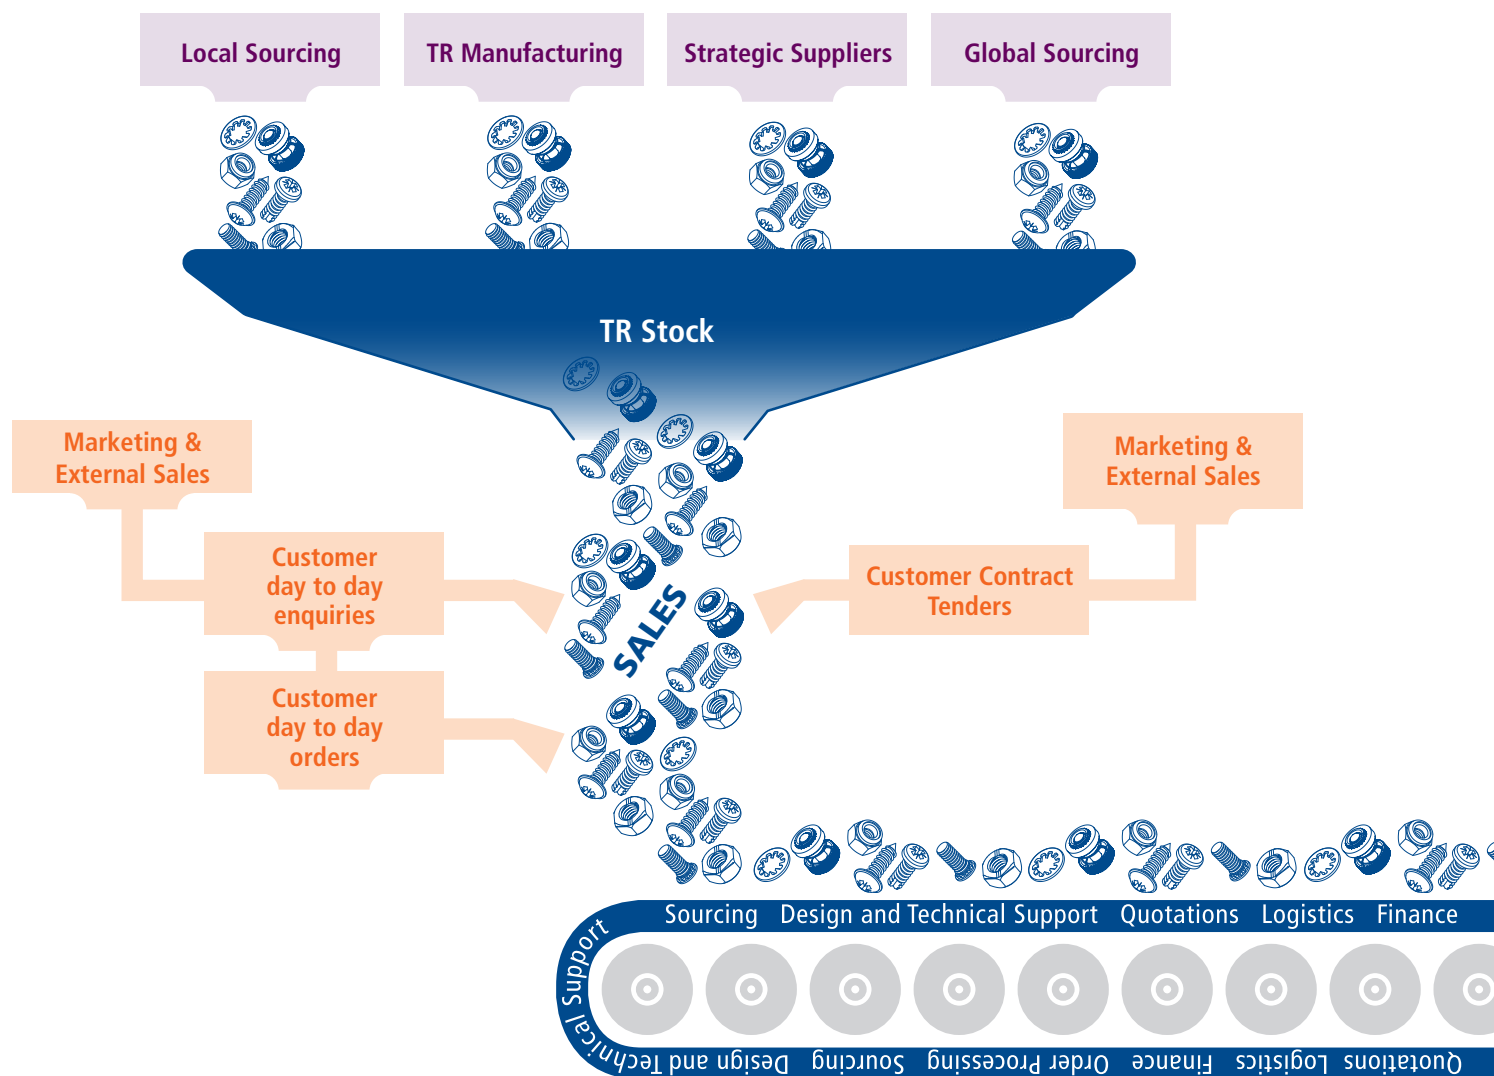 Local Sourcing
TR Manufacturing
Strategic Suppliers
Global Sourcing
TR Stock
Marketing &
External Sales
Marketing &
External Sales
Customer
day to day
enquiries
Customer Contract
Tenders
SALES
Customer
day to day
orders
Sourcing Design and Technical Support Quotations Logistics Finance
Quotations Logistics Finance Order Processing Sourcing Design and Technical Support